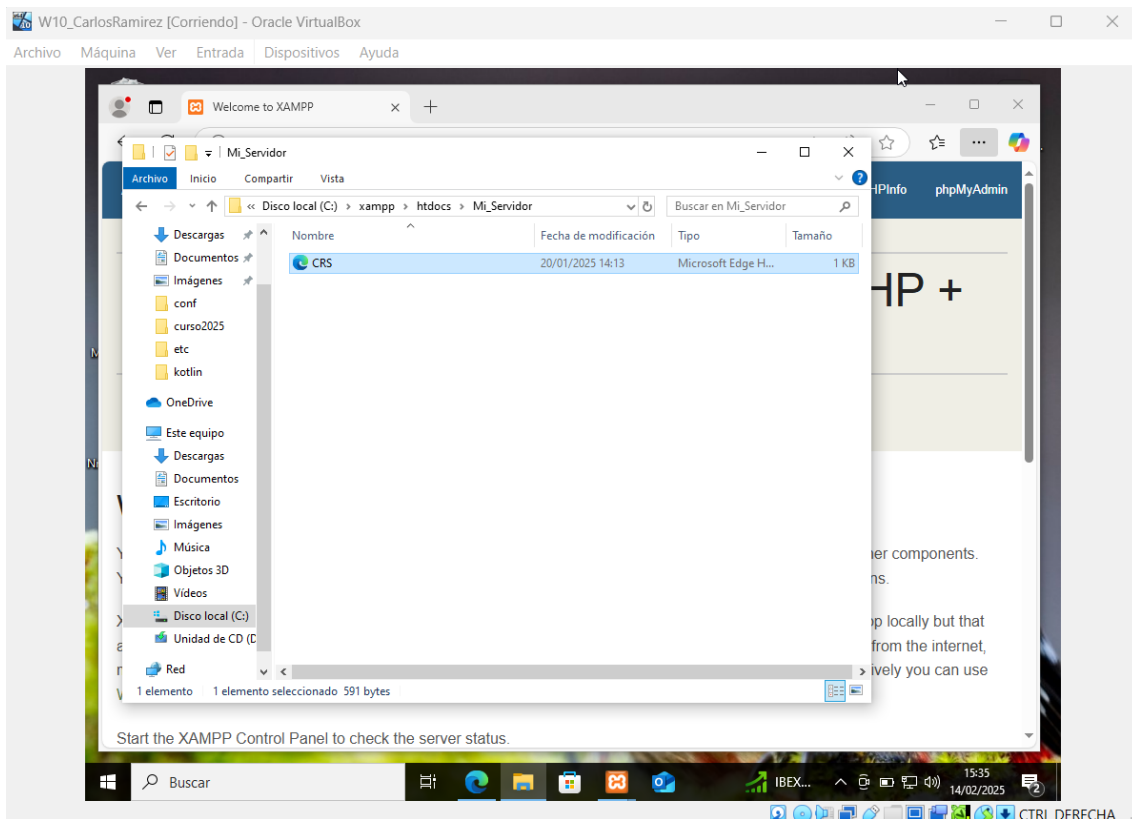 W10_CarlosRamirez [Corriendo] - Oracle VirtualBox
Archivo Máquina Ver Entrada Dispositivos Ayuda
Welcome to XAMPP
Mi_Servidor
Archivo Inicio Compartir Vista
PInfo phpMyAdmin
« Disco local (C:) › xampp › htdocs › Mi_Servidor
Buscar en Mi_Servidor
Nombre Fecha de modificación Tipo Tamaño
CRS 20/01/2025 14:13 Microsoft Edge H... 1 KB
Descargas
Documentos
Imágenes
conf
curso2025
etc
kotlin
OneDrive
Este equipo
Descargas
Documentos
Escritorio
Imágenes
Música
Objetos 3D
Vídeos
Disco local (C:)
Unidad de CD (D
Red
HP +
er components.
ns.
pp locally but that
from the internet,
ively you can use
1 elemento 1 elemento seleccionado 591 bytes
Start the XAMPP Control Panel to check the server status.
Buscar
IBEX...
15:35
14/02/2025
2
CTRL DERECHA